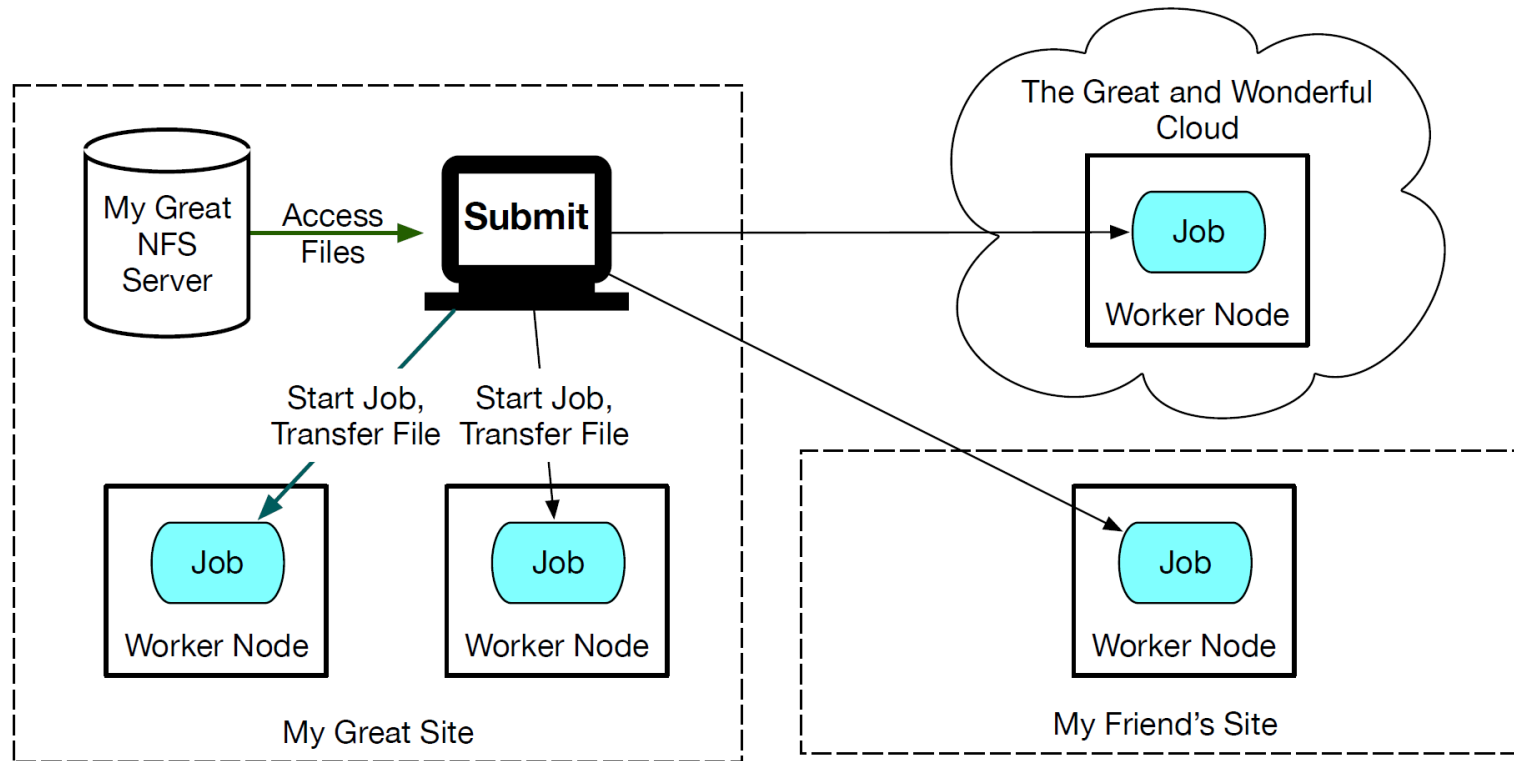 The Great and Wonderful
Cloud
My Great
NFS
Server
Access
Files
Submit
Job
Worker Node
Start Job,
Transfer File
Start Job,
Transfer File
Job
Worker Node
Job
Worker Node
My Great Site
Job
Worker Node
My Friend's Site